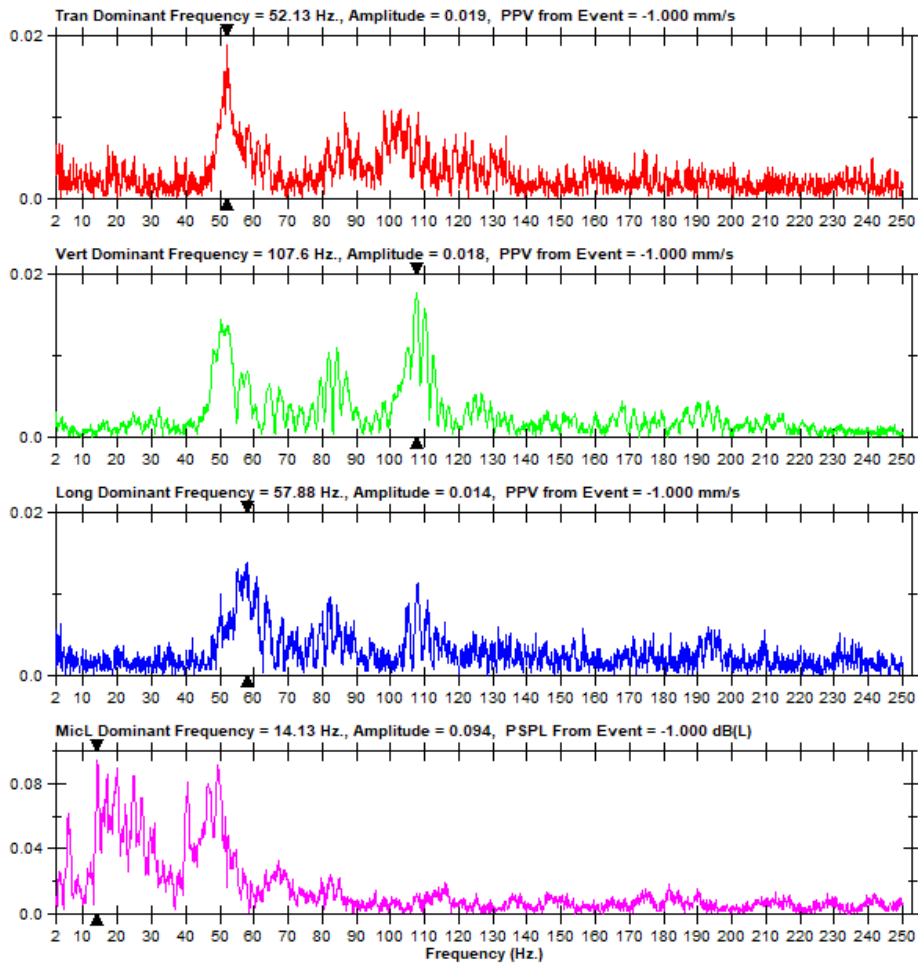 Tran Dominant Frequency = 52.13 Hz., Amplitude = 0.019, PPV from Event = -1.000 mm/s
0.02
0.0
2 10 20 30 40 50 60 70 80 90 100 110 120 130 140 150 160 170 180 190 200 210 220 230 240 250
Vert Dominant Frequency = 107.6 Hz., Amplitude = 0.018, PPV from Event = -1.000 mm/s
0.02
0.0
2 10 20 30 40 50 60 70 80 90 100 110 120 130 140 150 160 170 180 190 200 210 220 230 240 250
Long Dominant Frequency = 57.88 Hz., Amplitude = 0.014, PPV from Event = -1.000 mm/s
0.02
0.0
2 10 20 30 40 50 60 70 80 90 100 110 120 130 140 150 160 170 180 190 200 210 220 230 240 250
MicL Dominant Frequency = 14.13 Hz., Amplitude = 0.094, PSPL From Event = -1.000 dB(L)
0.08
0.04
0.0
2 10 20 30 40 50 60 70 80 90 100 110 120 130 140 150 160 170 180 190 200 210 220 230 240 250
Frequency (Hz.)